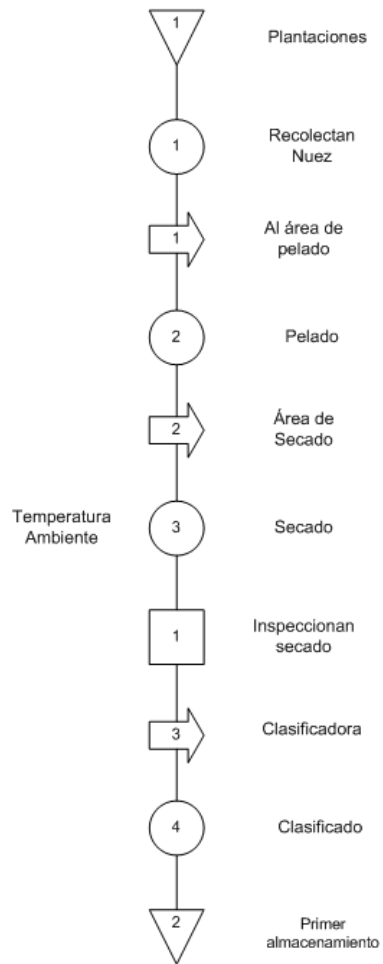 1
Plantaciones
1
Recolectan
Nuez
1
Al área de
pelado
2
Pelado
2
Área de
Secado
Temperatura
Ambiente
3
Secado
1
Inspeccionan
secado
3
Clasificadora
4
Clasificado
2
Primer
almacenamiento